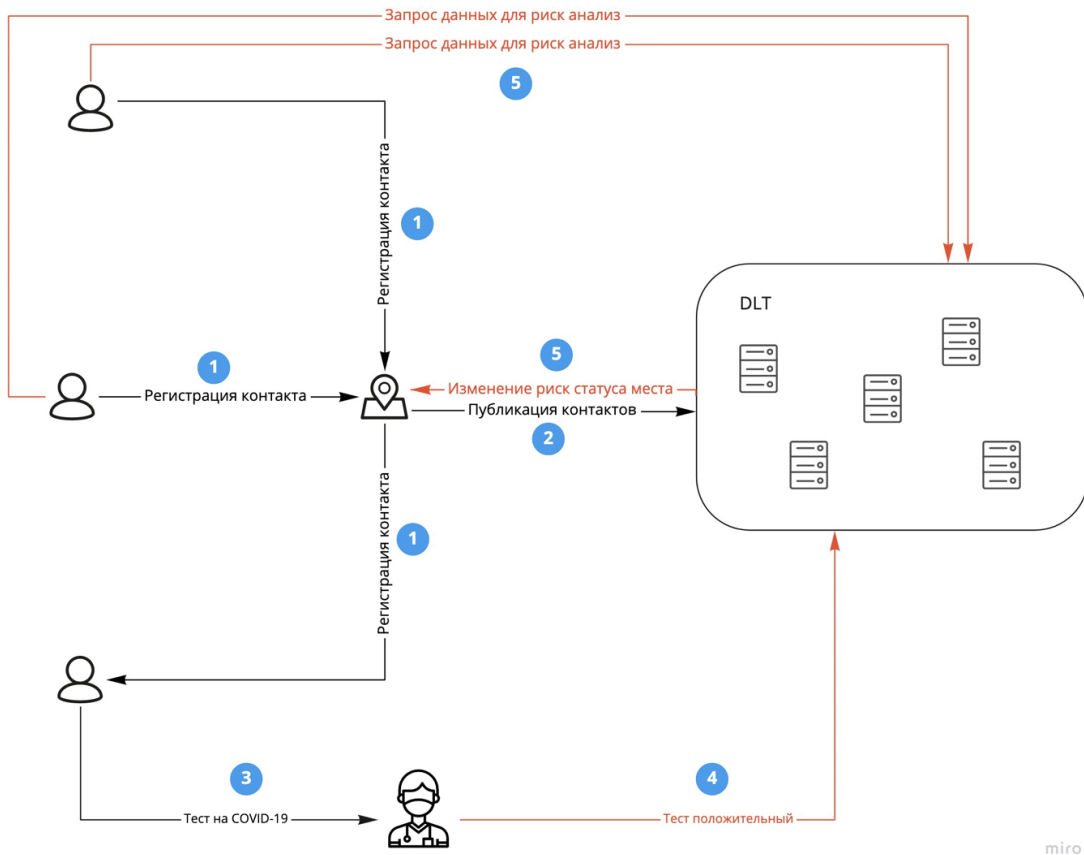 Запрос данных для риск анализ
Запрос данных для риск анализ
5
Регистрация контакта
1
DLT
1
Регистрация контакта
5
Изменение риск статуса места
Публикация контактов
2
Регистрация контакта
1
3
Тест на COVID-19
4
Тест положительный
miro